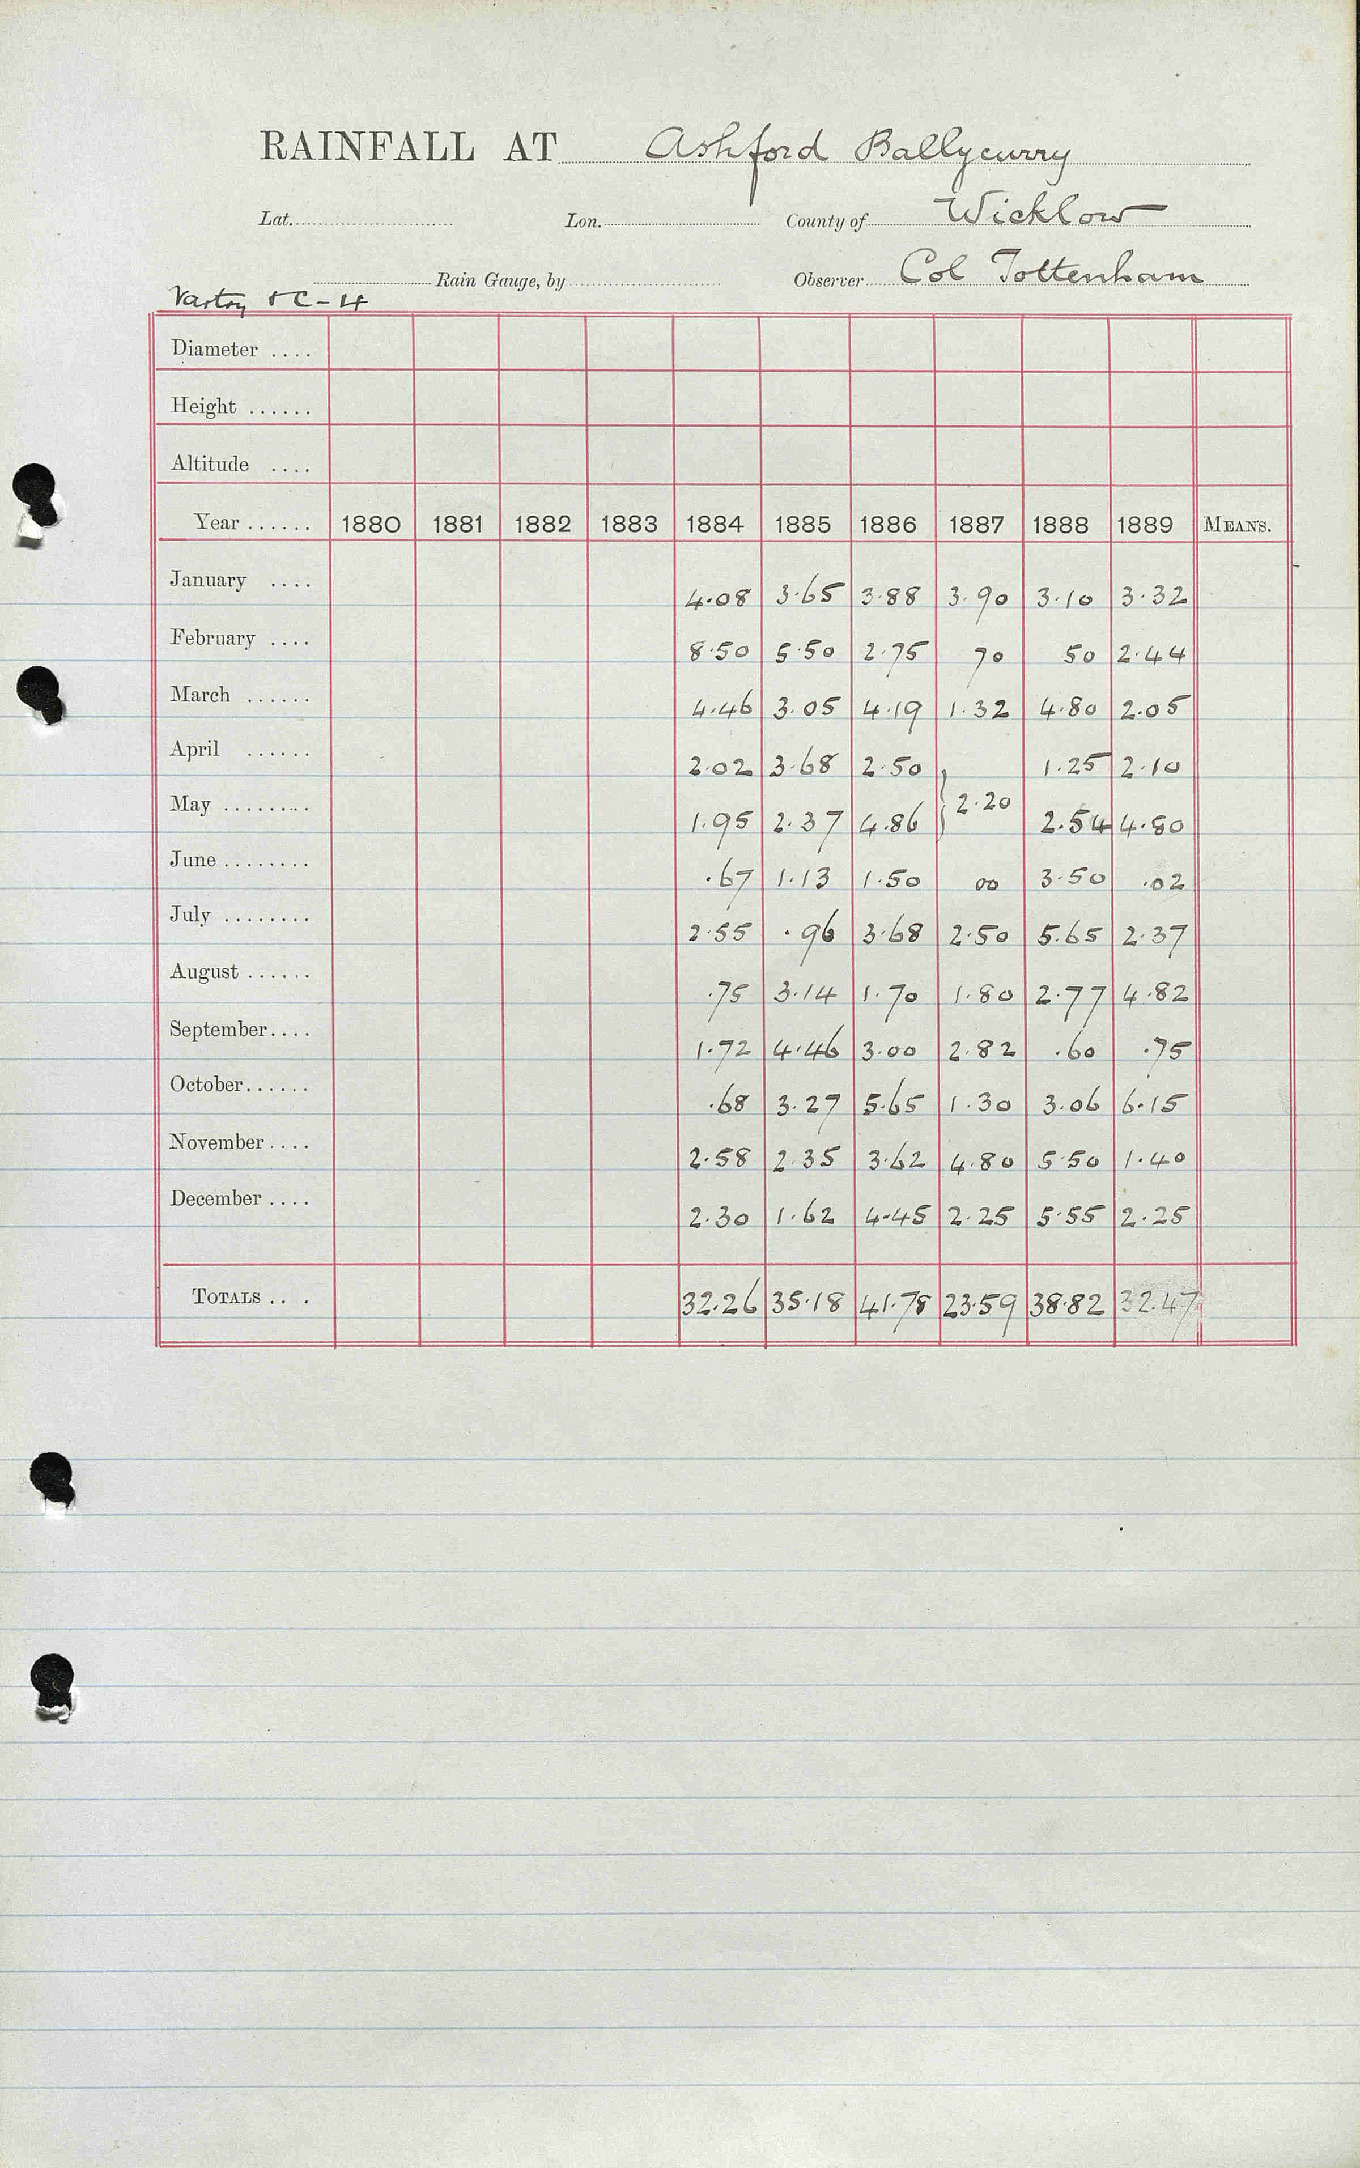 RAINFALL AT Ashford Ballycurry
Lat. Lon. County of Wicklow
Rain Gauge, by Observer Col Tottenham
Vartry
Diameter ....
Height ......
Altitude ....
Year ...... 1880 1881 1882 1883 1884 1885 1886 1887 1888 1889 MEANS.
January .... 4.08 3.65 3.88 3.90 3.10 3.32
February .... 8.50 5.50 2.75 70 50 2.44
March ...... 4.46 3.05 4.19 1.32 4.80 2.05
April ...... 2.02 3.68 2.50 1.25 2.10
May ........ 1.95 2.37 4.86 } 2.20 2.54 4.80
June ........ .67 1.13 1.50 00 3.50 .02
July ........ 2.55 .96 3.68 2.50 5.65 2.37
August ...... .75 3.14 1.70 1.80 2.77 4.82
September.... 1.72 4.46 3.00 2.82 .60 .75
October...... .68 3.27 5.65 1.30 3.06 6.15
November .... 2.58 2.35 3.62 4.80 5.50 1.40
December .... 2.30 1.62 4.45 2.25 5.55 2.25
TOTALS ... 32.26 35.18 41.78 23.59 38.82 32.47